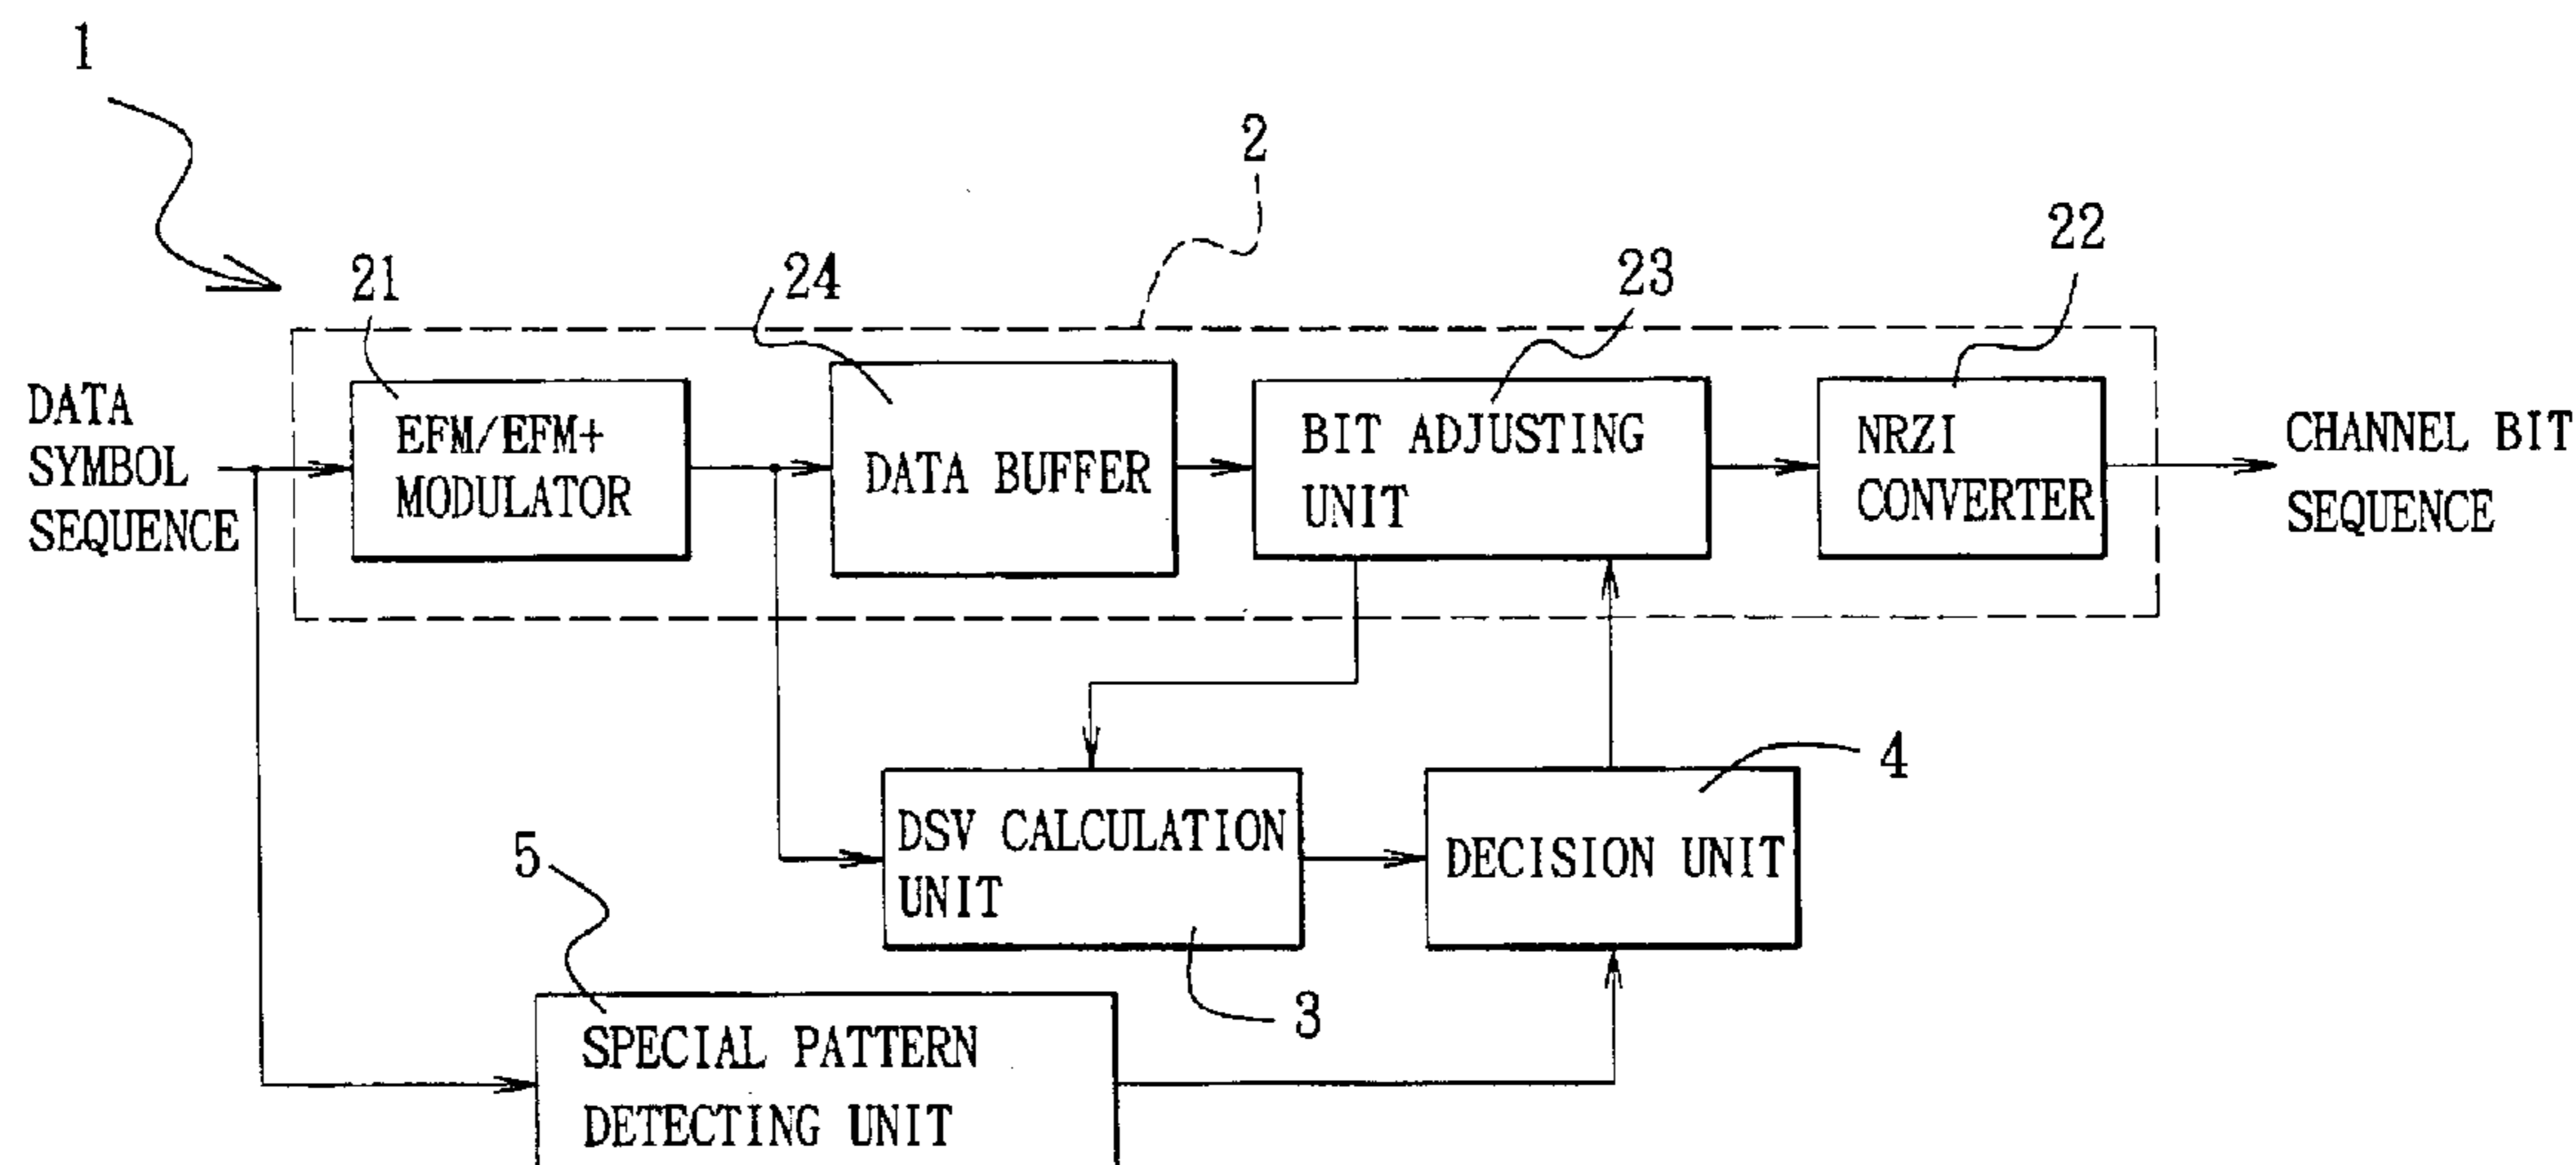 1
2
21
24
23
22
DATA
SYMBOL
SEQUENCE
EFM/EFM+
MODULATOR
DATA BUFFER
BIT ADJUSTING
UNIT
NRZI
CONVERTER
CHANNEL BIT
SEQUENCE
DSV CALCULATION
UNIT
3
DECISION UNIT
4
5
SPECIAL PATTERN
DETECTING UNIT